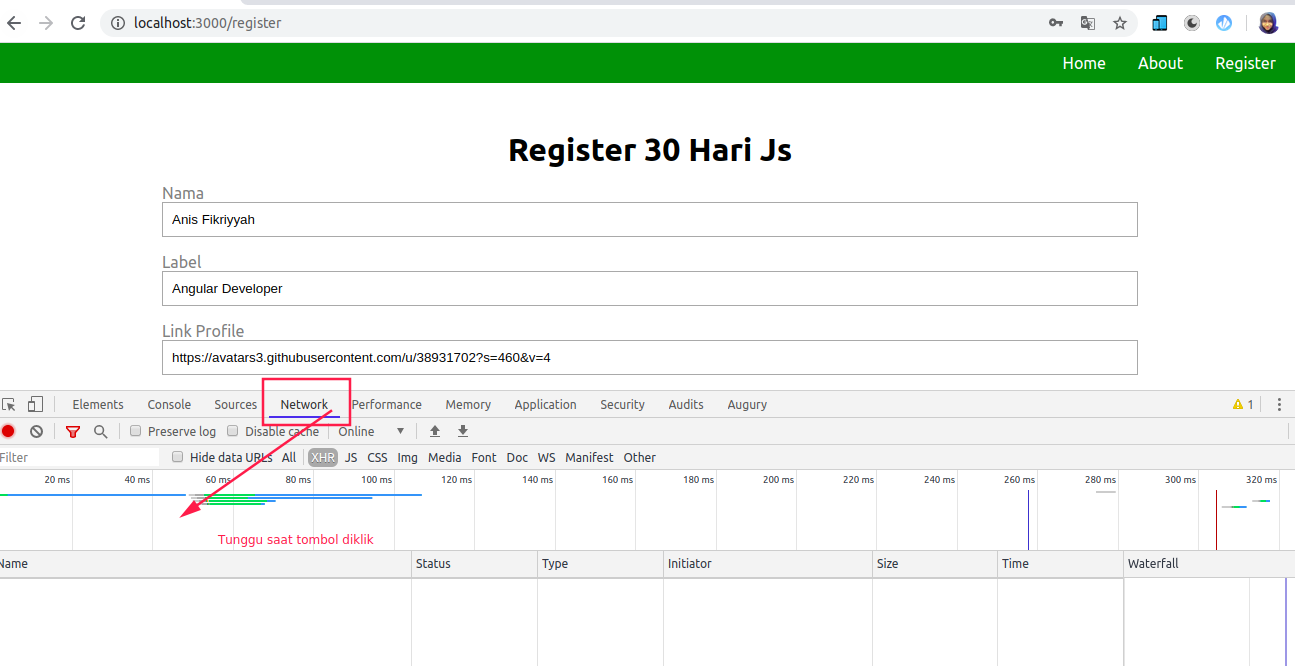 localhost:3000/register
Home About Register
Register 30 Hari Js
Nama
Anis Fikriyyah
Label
Angular Developer
Link Profile
https://avatars3.githubusercontent.com/u/38931702?s=460&v=4
Elements Console Sources Network Performance Memory Application Security Audits Augury 1
Preserve log Disable cache Online
Filter Hide data URLs All XHR JS CSS Img Media Font Doc WS Manifest Other
20 ms 40 ms 60 ms 80 ms 100 ms 120 ms 140 ms 160 ms 180 ms 200 ms 220 ms 240 ms 260 ms 280 ms 300 ms 320 ms
Tunggu saat tombol diklik
Name Status Type Initiator Size Time Waterfall